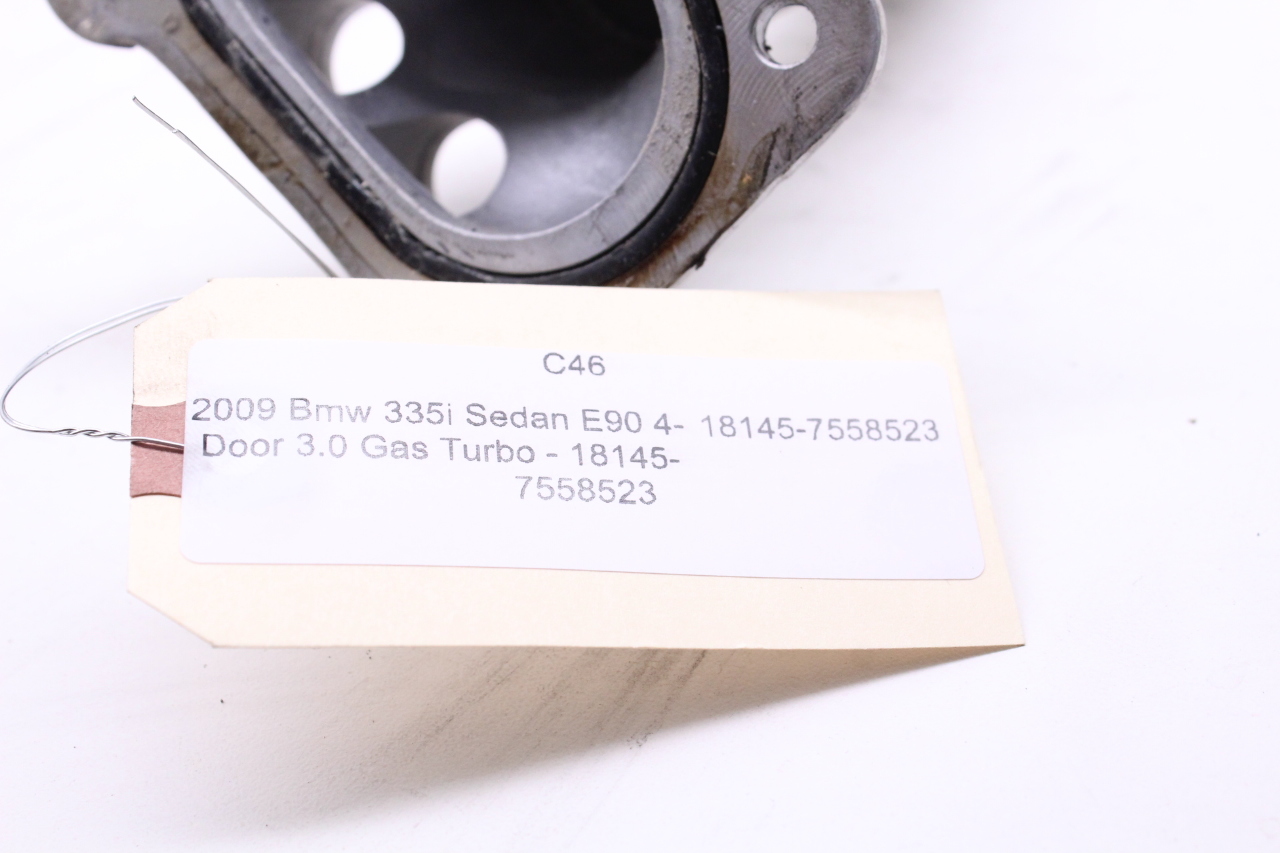 C46
2009 Bmw 335i Sedan E90 4- 18145-7558523
Door 3.0 Gas Turbo - 18145-
7558523